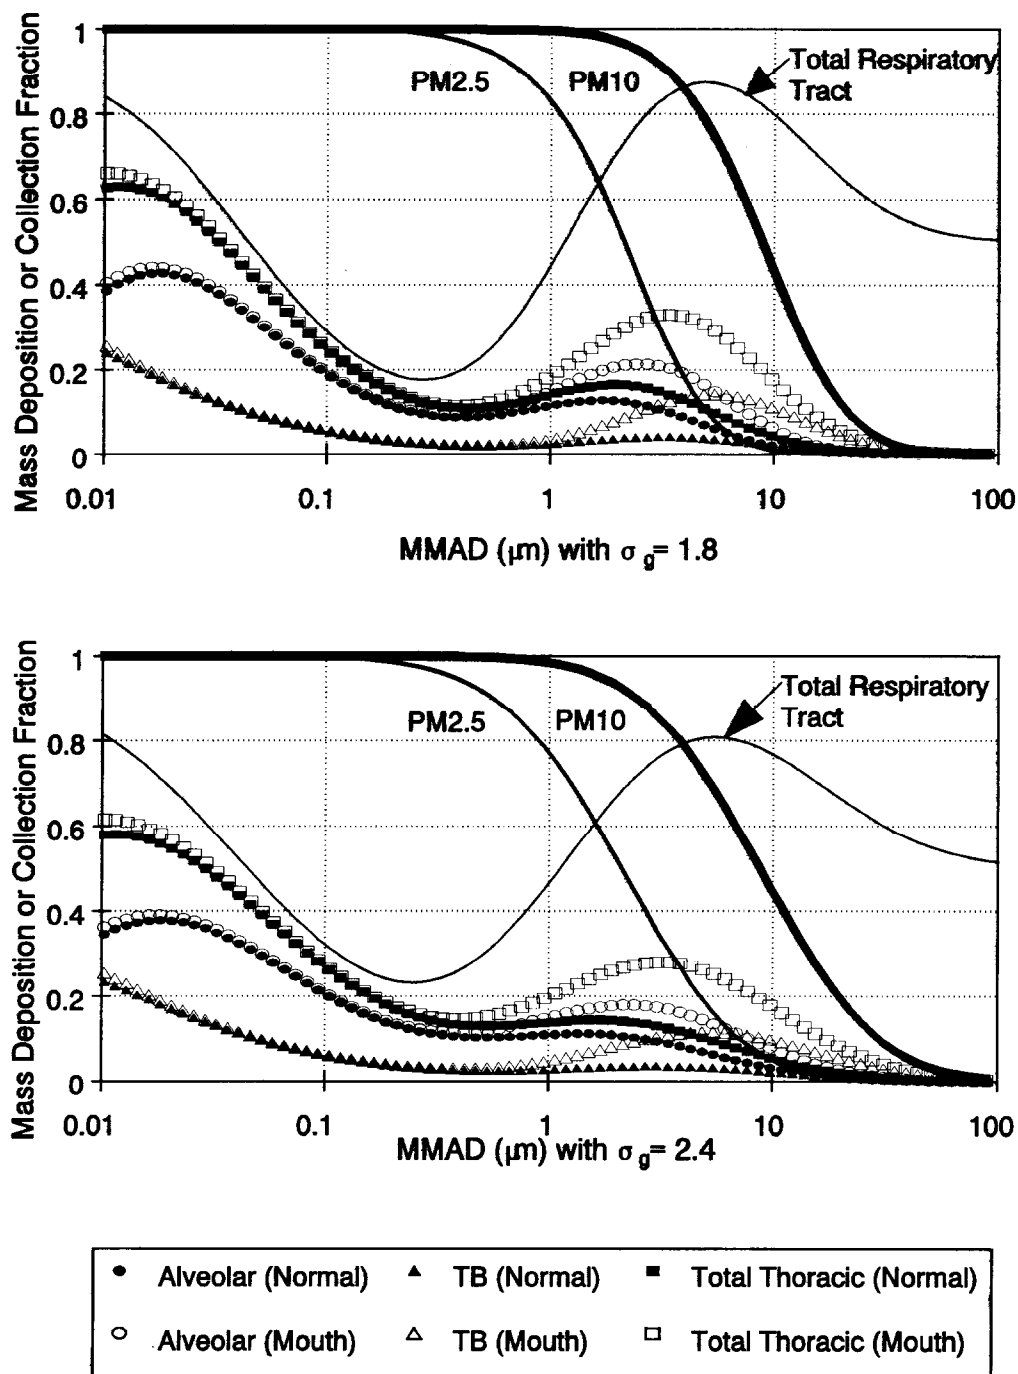 Mass Deposition or Collection Fraction
1
0.8
0.6
0.4
0.2
0
PM2.5
PM10
Total Respiratory
Tract
0.01
0.1
1
10
100
MMAD (μm) with σ g= 1.8
Mass Deposition or Collection Fraction
1
0.8
0.6
0.4
0.2
0
PM2.5
PM10
Total Respiratory
Tract
0.01
0.1
1
10
100
MMAD (μm) with σ g= 2.4
Alveolar (Normal)
TB (Normal)
Total Thoracic (Normal)
Alveolar (Mouth)
TB (Mouth)
Total Thoracic (Mouth)